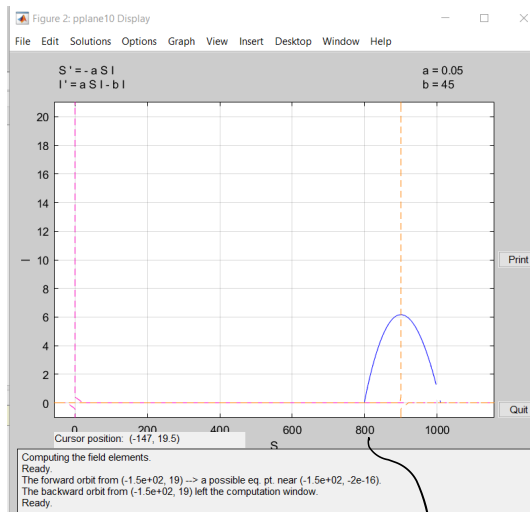 Figure 2: pplane10 Display
File Edit Solutions Options Graph View Insert Desktop Window Help
S ' = - a S I
I ' = a S I - b I
a = 0.05
b = 45
20
18
16
14
12
10
8
6
4
2
0
I
0 200 400 600 800 1000
S
Print
Quit
Cursor position: (-147, 19.5)
Computing the field elements.
Ready.
The forward orbit from (-1.5e+02, 19) --> a possible eq. pt. near (-1.5e+02, -2e-16).
The backward orbit from (-1.5e+02, 19) left the computation window.
Ready.